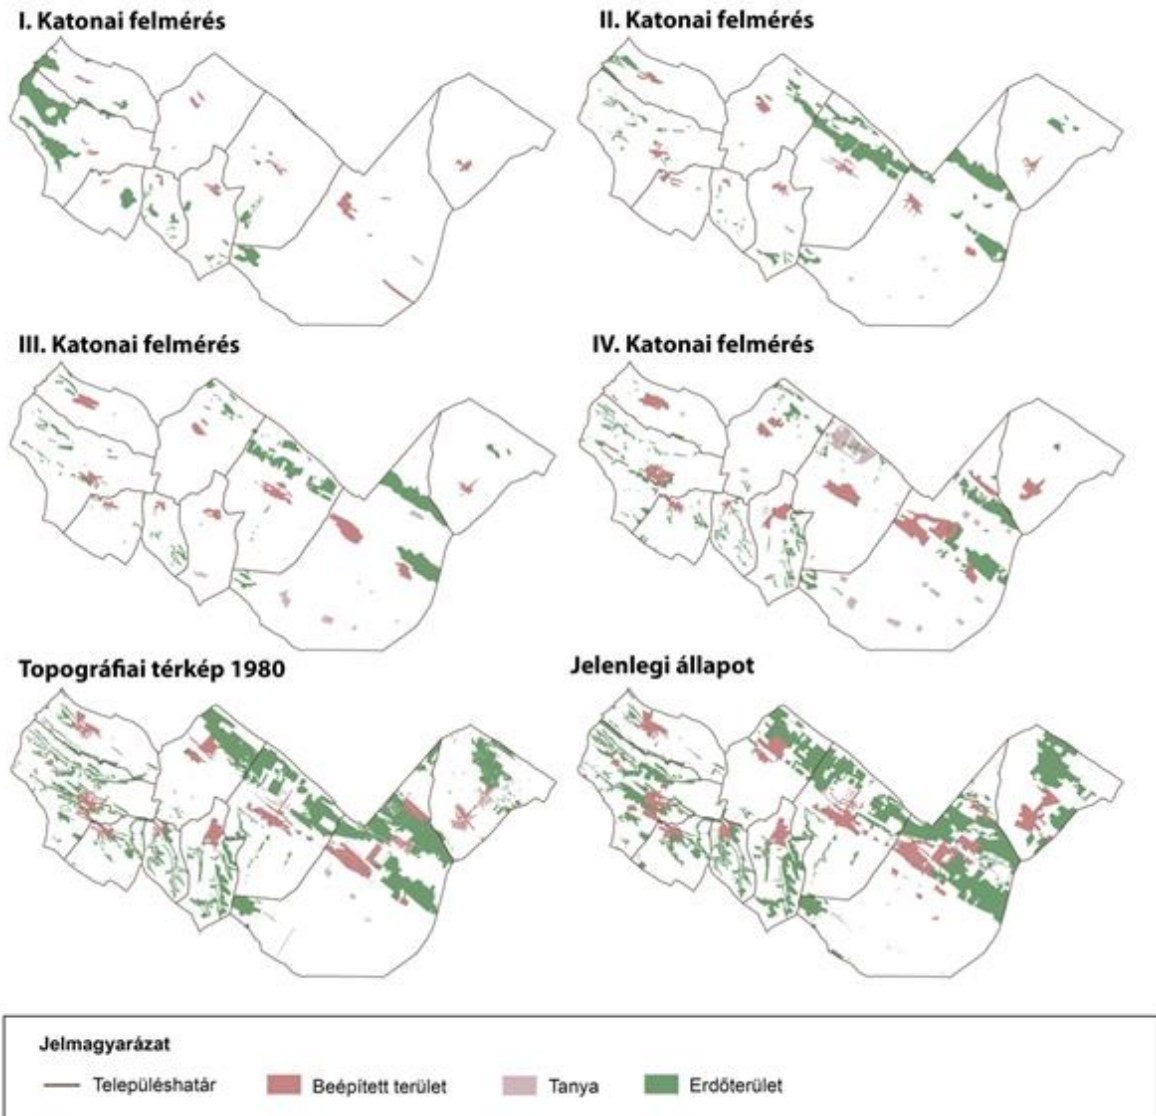 I. Katonai felmérés
II. Katonai felmérés
III. Katonai felmérés
IV. Katonai felmérés
Topográfiai térkép 1980
Jelenlegi állapot
Jelmagyarázat
Településhatár
Beépített terület
Tanya
Erdőterület